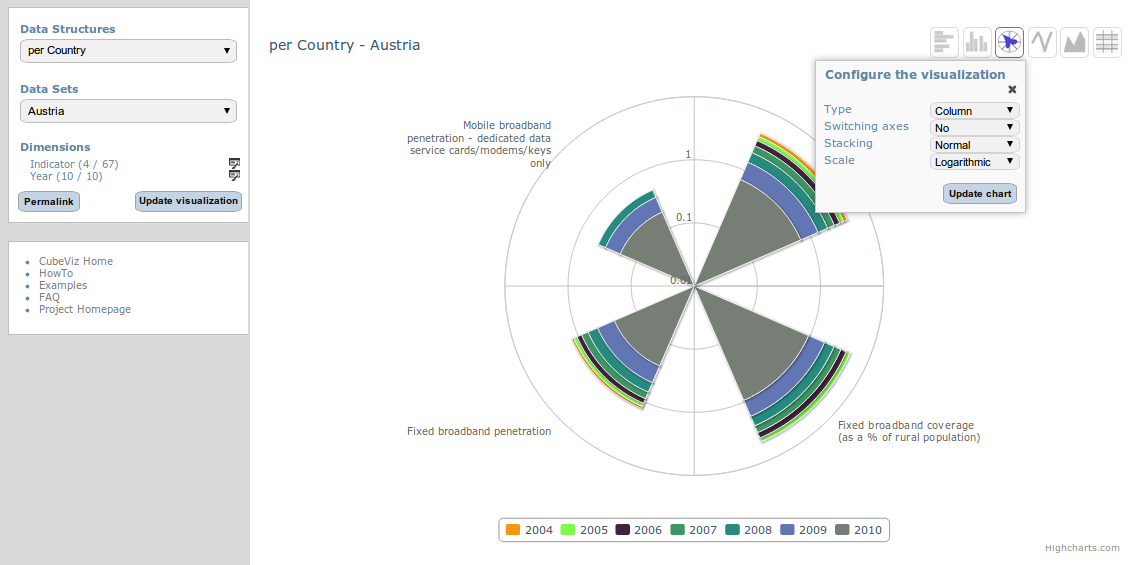 Data Structures
per Country
Data Sets
Austria
Dimensions
Indicator (4 / 67)
Year (10 / 10)
Permalink
Update visualization
CubeViz Home
HowTo
Examples
FAQ
Project Homepage
per Country - Austria
Configure the visualization
Type
Column
Switching axes
No
Stacking
Normal
Scale
Logarithmic
Update chart
Mobile broadband
penetration - dedicated data
service cards/modems/keys
only
1
0.1
0.01
Fixed broadband penetration
Fixed broadband coverage
(as a % of rural population)
2004 2005 2006 2007 2008 2009 2010
Highcharts.com